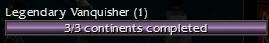 Legendary Vanquisher (1)
3/3 continents completed